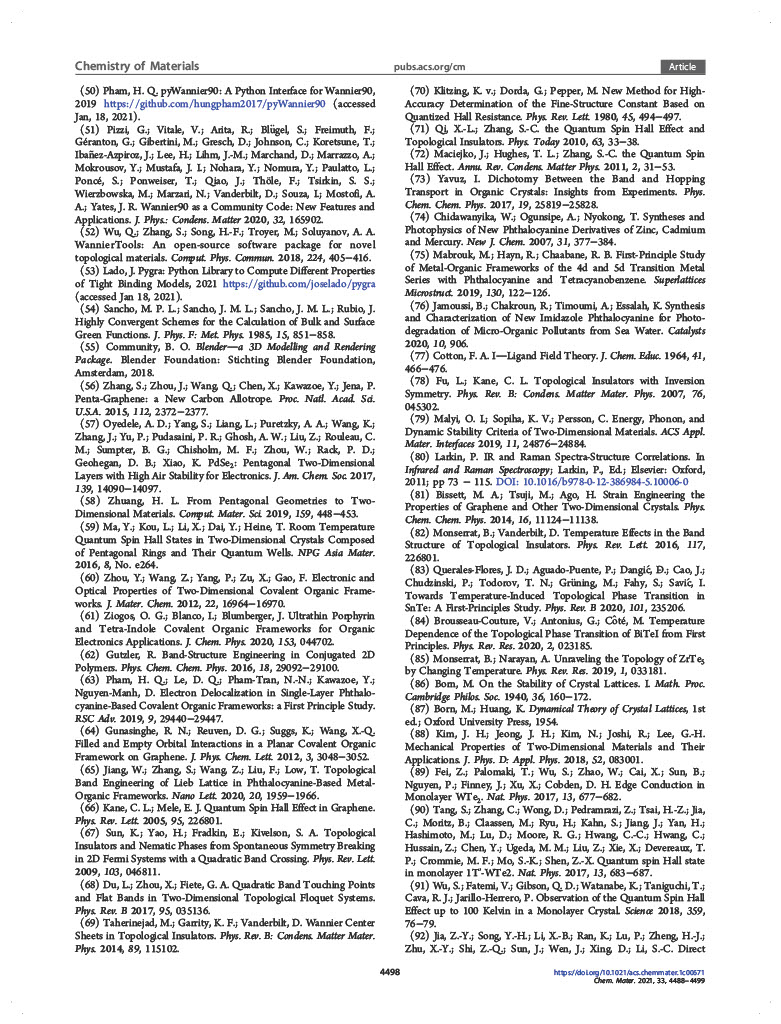 Chemistry of Materials
pubs.acs.org/cm
Article
(50) Pham, H. Q. pyWannier90: A Python Interface for Wannier90,
2019 https://github.com/hungpham2017/pyWannier90 (accessed
Jan, 18, 2021).
(51) Pizzi, G.; Vitale, V.; Arita, R.; Blügel, S.; Freimuth, F.;
Géranton, G.; Gibertini, M.; Gresch, D.; Johnson, C.; Koretsune, T.;
Ibañez-Azpiroz, J.; Lee, H.; Lihm, J.-M.; Marchand, D.; Marrazzo, A.;
Mokrousov, Y.; Mustafa, J. I.; Nohara, Y.; Nomura, Y.; Paulatto, L.;
Poncé, S.; Ponweiser, T.; Qiao, J.; Thöle, F.; Tsirkin, S. S.;
Wierzbowska, M.; Marzari, N.; Vanderbilt, D.; Souza, I.; Mostofi, A.
A.; Yates, J. R. Wannier90 as a Community Code: New Features and
Applications. J. Phys.: Condens. Matter 2020, 32, 165902.
(52) Wu, Q.; Zhang, S.; Song, H.-F.; Troyer, M.; Soluyanov, A. A.
WannierTools: An open-source software package for novel
topological materials. Comput. Phys. Commun. 2018, 224, 405−416.
(53) Lado, J. Pygra: Python Library to Compute Different Properties
of Tight Binding Models, 2021 https://github.com/joselado/pygra
(accessed Jan 18, 2021).
(54) Sancho, M. P. L.; Sancho, J. M. L.; Sancho, J. M. L.; Rubio, J.
Highly Convergent Schemes for the Calculation of Bulk and Surface
Green Functions. J. Phys. F: Met. Phys. 1985, 15, 851−858.
(55) Community, B. O. Blender—a 3D Modelling and Rendering
Package. Blender Foundation: Stichting Blender Foundation,
Amsterdam, 2018.
(56) Zhang, S.; Zhou, J.; Wang, Q.; Chen, X.; Kawazoe, Y.; Jena, P.
Penta-Graphene: a New Carbon Allotrope. Proc. Natl. Acad. Sci.
U.S.A. 2015, 112, 2372−2377.
(57) Oyedele, A. D.; Yang, S.; Liang, L.; Puretzky, A. A.; Wang, K.;
Zhang, J.; Yu, P.; Pudasaini, P. R.; Ghosh, A. W.; Liu, Z.; Rouleau, C.
M.; Sumpter, B. G.; Chisholm, M. F.; Zhou, W.; Rack, P. D.;
Geohegan, D. B.; Xiao, K. PdSe2: Pentagonal Two-Dimensional
Layers with High Air Stability for Electronics. J. Am. Chem. Soc. 2017,
139, 14090−14097.
(58) Zhuang, H. L. From Pentagonal Geometries to Two-
Dimensional Materials. Comput. Mater. Sci. 2019, 159, 448−453.
(59) Ma, Y.; Kou, L.; Li, X.; Dai, Y.; Heine, T. Room Temperature
Quantum Spin Hall States in Two-Dimensional Crystals Composed
of Pentagonal Rings and Their Quantum Wells. NPG Asia Mater.
2016, 8, No. e264.
(60) Zhou, Y.; Wang, Z.; Yang, P.; Zu, X.; Gao, F. Electronic and
Optical Properties of Two-Dimensional Covalent Organic Frame-
works. J. Mater. Chem. 2012, 22, 16964−16970.
(61) Ziogos, O. G.; Blanco, I.; Blumberger, J. Ultrathin Porphyrin
and Tetra-Indole Covalent Organic Frameworks for Organic
Electronics Applications. J. Chem. Phys. 2020, 153, 044702.
(62) Gutzler, R. Band-Structure Engineering in Conjugated 2D
Polymers. Phys. Chem. Chem. Phys. 2016, 18, 29092−29100.
(63) Pham, H. Q.; Le, D. Q.; Pham-Tran, N.-N.; Kawazoe, Y.;
Nguyen-Manh, D. Electron Delocalization in Single-Layer Phthalo-
cyanine-Based Covalent Organic Frameworks: a First Principle Study.
RSC Adv. 2019, 9, 29440−29447.
(64) Gunasinghe, R. N.; Reuven, D. G.; Suggs, K.; Wang, X.-Q.
Filled and Empty Orbital Interactions in a Planar Covalent Organic
Framework on Graphene. J. Phys. Chem. Lett. 2012, 3, 3048−3052.
(65) Jiang, W.; Zhang, S.; Wang, Z.; Liu, F.; Low, T. Topological
Band Engineering of Lieb Lattice in Phthalocyanine-Based Metal-
Organic Frameworks. Nano Lett. 2020, 20, 1959−1966.
(66) Kane, C. L.; Mele, E. J. Quantum Spin Hall Effect in Graphene.
Phys. Rev. Lett. 2005, 95, 226801.
(67) Sun, K.; Yao, H.; Fradkin, E.; Kivelson, S. A. Topological
Insulators and Nematic Phases from Spontaneous Symmetry Breaking
in 2D Fermi Systems with a Quadratic Band Crossing. Phys. Rev. Lett.
2009, 103, 046811.
(68) Du, L.; Zhou, X.; Fiete, G. A. Quadratic Band Touching Points
and Flat Bands in Two-Dimensional Topological Floquet Systems.
Phys. Rev. B 2017, 95, 035136.
(69) Taherinejad, M.; Garrity, K. F.; Vanderbilt, D. Wannier Center
Sheets in Topological Insulators. Phys. Rev. B: Condens. Matter Mater.
Phys. 2014, 89, 115102.
(70) Klitzing, K. v.; Dorda, G.; Pepper, M. New Method for High-
Accuracy Determination of the Fine-Structure Constant Based on
Quantized Hall Resistance. Phys. Rev. Lett. 1980, 45, 494−497.
(71) Qi, X.-L.; Zhang, S.-C. the Quantum Spin Hall Effect and
Topological Insulators. Phys. Today 2010, 63, 33−38.
(72) Maciejko, J.; Hughes, T. L.; Zhang, S.-C. the Quantum Spin
Hall Effect. Annu. Rev. Condens. Matter Phys. 2011, 2, 31−53.
(73) Yavuz, I. Dichotomy Between the Band and Hopping
Transport in Organic Crystals: Insights from Experiments. Phys.
Chem. Chem. Phys. 2017, 19, 25819−25828.
(74) Chidawanyika, W.; Ogunsipe, A.; Nyokong, T. Syntheses and
Photophysics of New Phthalocyanine Derivatives of Zinc, Cadmium
and Mercury. New J. Chem. 2007, 31, 377−384.
(75) Mabrouk, M.; Hayn, R.; Chaabane, R. B. First-Principle Study
of Metal-Organic Frameworks of the 4d and 5d Transition Metal
Series with Phthalocyanine and Tetracyanobenzene. Superlattices
Microstruct. 2019, 130, 122−126.
(76) Jamoussi, B.; Chakroun, R.; Timoumi, A.; Essalah, K. Synthesis
and Characterization of New Imidazole Phthalocyanine for Photo-
degradation of Micro-Organic Pollutants from Sea Water. Catalysts
2020, 10, 906.
(77) Cotton, F. A. I—Ligand Field Theory. J. Chem. Educ. 1964, 41,
466−476.
(78) Fu, L.; Kane, C. L. Topological Insulators with Inversion
Symmetry. Phys. Rev. B: Condens. Matter Mater. Phys. 2007, 76,
045302.
(79) Malyi, O. I.; Sopiha, K. V.; Persson, C. Energy, Phonon, and
Dynamic Stability Criteria of Two-Dimensional Materials. ACS Appl.
Mater. Interfaces 2019, 11, 24876−24884.
(80) Larkin, P. IR and Raman Spectra-Structure Correlations. In
Infrared and Raman Spectroscopy; Larkin, P., Ed.; Elsevier: Oxford,
2011; pp 73 − 115. DOI: 10.1016/b978-0-12-386984-5.10006-0
(81) Bissett, M. A.; Tsuji, M.; Ago, H. Strain Engineering the
Properties of Graphene and Other Two-Dimensional Crystals. Phys.
Chem. Chem. Phys. 2014, 16, 11124−11138.
(82) Monserrat, B.; Vanderbilt, D. Temperature Effects in the Band
Structure of Topological Insulators. Phys. Rev. Lett. 2016, 117,
226801.
(83) Querales-Flores, J. D.; Aguado-Puente, P.; Dangić, Đ.; Cao, J.;
Chudzinski, P.; Todorov, T. N.; Grüning, M.; Fahy, S.; Savić, I.
Towards Temperature-Induced Topological Phase Transition in
SnTe: A First-Principles Study. Phys. Rev. B 2020, 101, 235206.
(84) Brousseau-Couture, V.; Antonius, G.; Côté, M. Temperature
Dependence of the Topological Phase Transition of BiTeI from First
Principles. Phys. Rev. Res. 2020, 2, 023185.
(85) Monserrat, B.; Narayan, A. Unraveling the Topology of ZrTe5
by Changing Temperature. Phys. Rev. Res. 2019, 1, 033181.
(86) Born, M. On the Stability of Crystal Lattices. I. Math. Proc.
Cambridge Philos. Soc. 1940, 36, 160−172.
(87) Born, M.; Huang, K. Dynamical Theory of Crystal Lattices, 1st
ed.; Oxford University Press, 1954.
(88) Kim, J. H.; Jeong, J. H.; Kim, N.; Joshi, R.; Lee, G.-H.
Mechanical Properties of Two-Dimensional Materials and Their
Applications. J. Phys. D: Appl. Phys. 2018, 52, 083001.
(89) Fei, Z.; Palomaki, T.; Wu, S.; Zhao, W.; Cai, X.; Sun, B.;
Nguyen, P.; Finney, J.; Xu, X.; Cobden, D. H. Edge Conduction in
Monolayer WTe2. Nat. Phys. 2017, 13, 677−682.
(90) Tang, S.; Zhang, C.; Wong, D.; Pedramrazi, Z.; Tsai, H.-Z.; Jia,
C.; Moritz, B.; Claassen, M.; Ryu, H.; Kahn, S.; Jiang, J.; Yan, H.;
Hashimoto, M.; Lu, D.; Moore, R. G.; Hwang, C.-C.; Hwang, C.;
Hussain, Z.; Chen, Y.; Ugeda, M. M.; Liu, Z.; Xie, X.; Devereaux, T.
P.; Crommie, M. F.; Mo, S.-K.; Shen, Z.-X. Quantum spin Hall state
in monolayer 1T'-WTe2. Nat. Phys. 2017, 13, 683−687.
(91) Wu, S.; Fatemi, V.; Gibson, Q. D.; Watanabe, K.; Taniguchi, T.;
Cava, R. J.; Jarillo-Herrero, P. Observation of the Quantum Spin Hall
Effect up to 100 Kelvin in a Monolayer Crystal. Science 2018, 359,
76−79.
(92) Jia, Z.-Y.; Song, Y.-H.; Li, X.-B.; Ran, K.; Lu, P.; Zheng, H.-J.;
Zhu, X.-Y.; Shi, Z.-Q.; Sun, J.; Wen, J.; Xing, D.; Li, S.-C. Direct
4498
https://doi.org/10.1021/acs.chemmater.1c00571
Chem. Mater. 2021, 33, 4488−4499